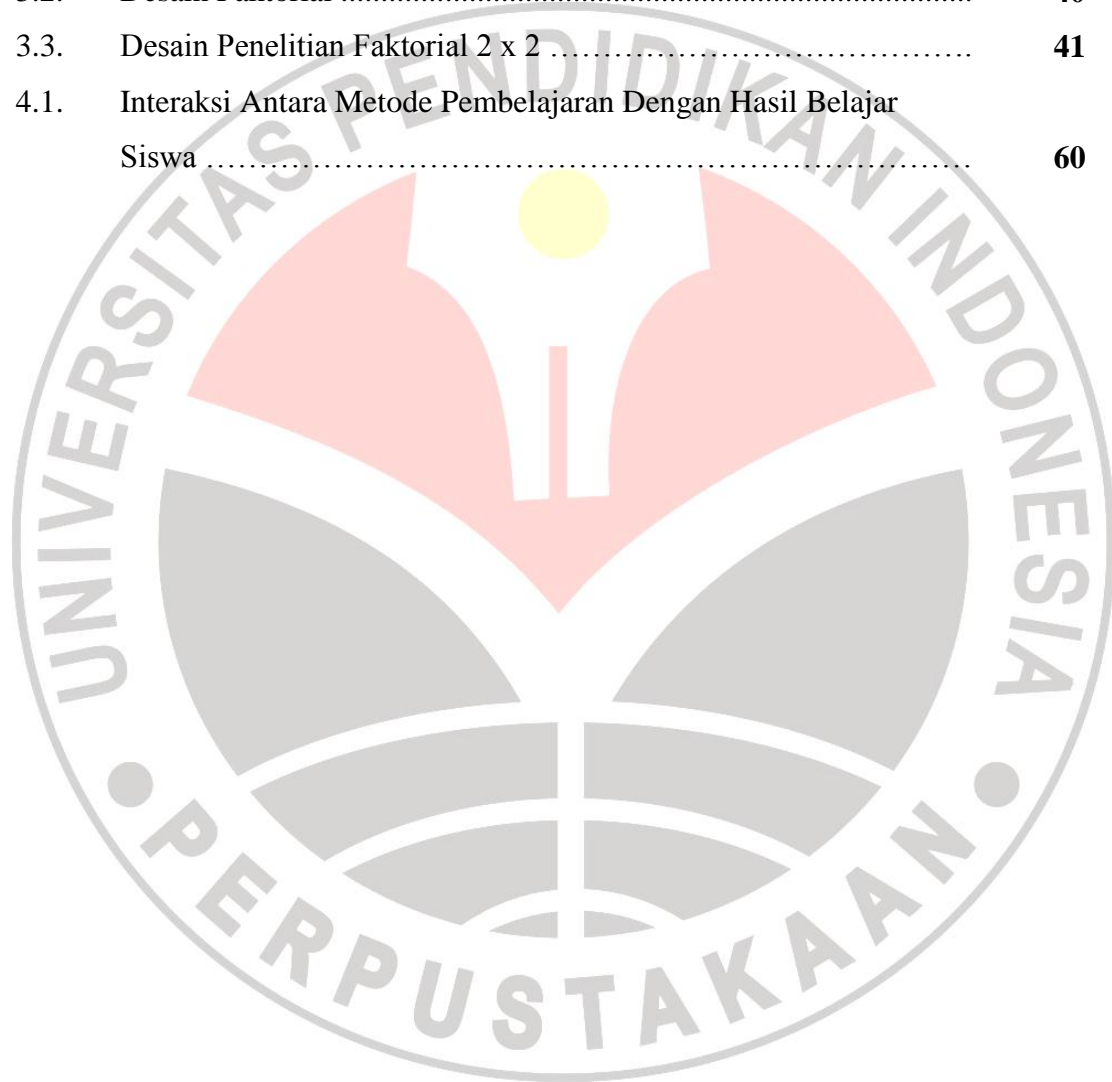 3.3. Desain Penelitian Faktorial 2 x 2 ……………………………………. 41
4.1. Interaksi Antara Metode Pembelajaran Dengan Hasil Belajar
Siswa ……………………………………………………………………. 60
UNIVERSITAS PENDIDIKAN INDONESIA
PERPUSTAKAAN